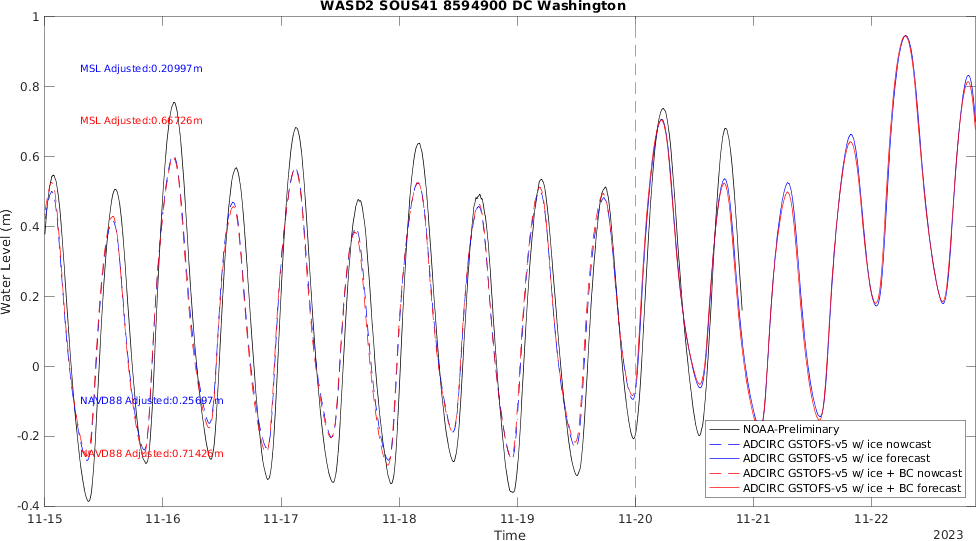 WASD2 SOUS41 8594900 DC Washington
1
MSL Adjusted:0.20997m
0.8
MSL Adjusted:0.66726m
0.6
0.4
Water Level (m)
0.2
0
NAVD88 Adjusted:0.25697m
-0.2
NOAA-Preliminary
ADCIRC GSTOFS-v5 w/ ice nowcast
ADCIRC GSTOFS-v5 w/ ice forecast
ADCIRC GSTOFS-v5 w/ ice + BC nowcast
ADCIRC GSTOFS-v5 w/ ice + BC forecast
NAVD88 Adjusted:0.71426m
-0.4
11-15 11-16 11-17 11-18 11-19 11-20 11-21 11-22
Time
2023